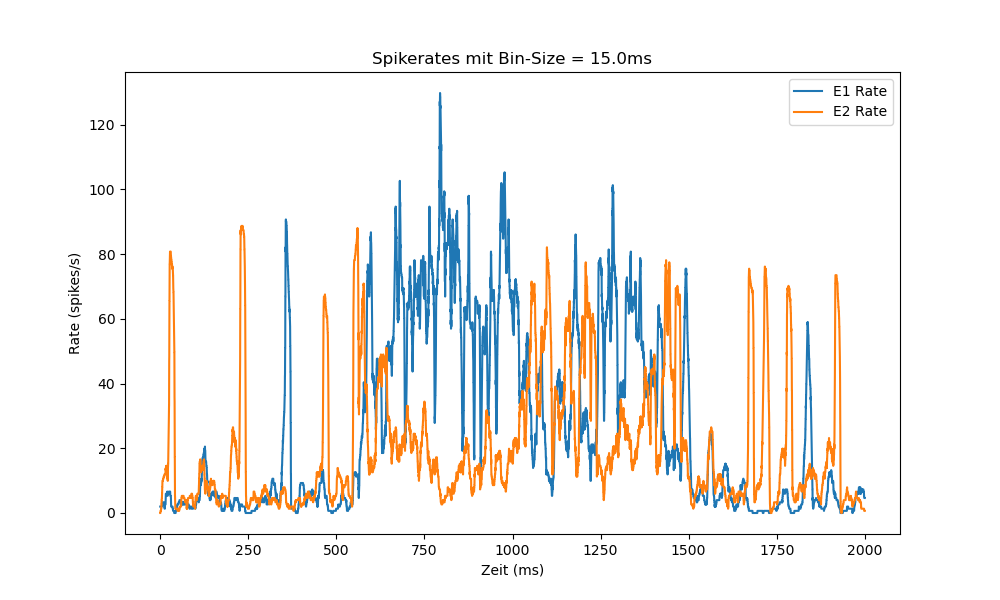 Spikerates mit Bin-Size = 15.0ms
E1 Rate
E2 Rate
Rate (spikes/s)
120
100
80
60
40
20
0
0 250 500 750 1000 1250 1500 1750 2000
Zeit (ms)